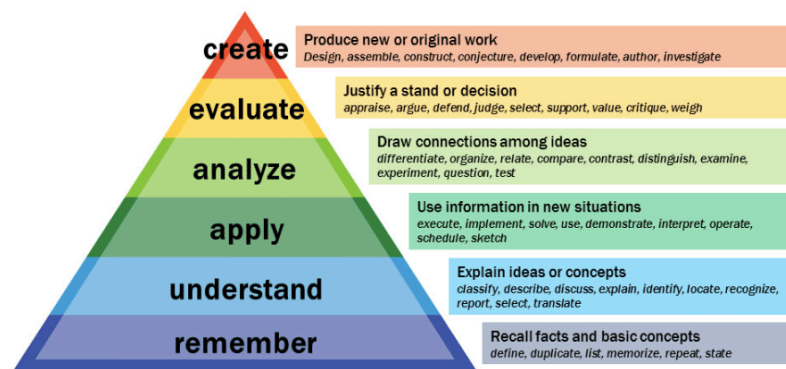 create
Produce new or original work
Design, assemble, construct, conjecture, develop, formulate, author, investigate
evaluate
Justify a stand or decision
appraise, argue, defend, judge, select, support, value, critique, weigh
analyze
Draw connections among ideas
differentiate, organize, relate, compare, contrast, distinguish, examine,
experiment, question, test
apply
Use information in new situations
execute, implement, solve, use, demonstrate, interpret, operate,
schedule, sketch
understand
Explain ideas or concepts
classify, describe, discuss, explain, identify, locate, recognize,
report, select, translate
remember
Recall facts and basic concepts
define, duplicate, list, memorize, repeat, state